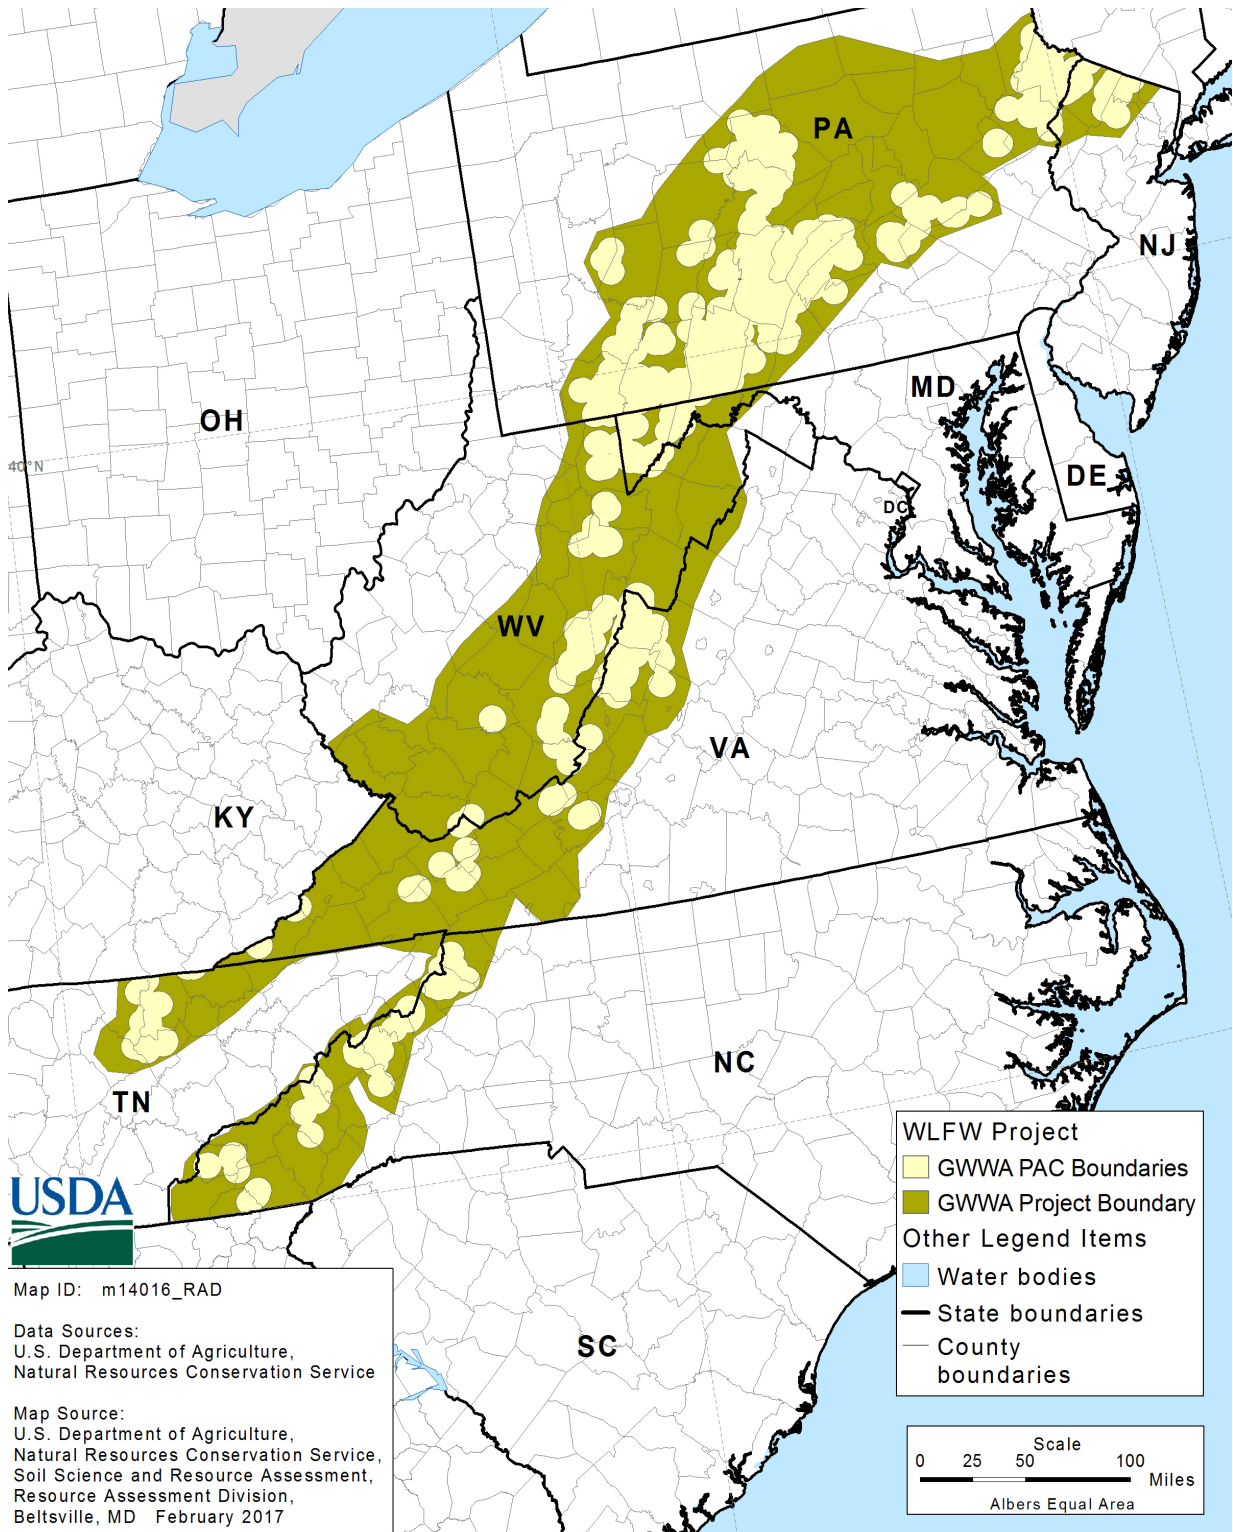 PA
NJ
MD
OH
40°N
DE
DC
WV
VA
KY
NC
TN
SC
WLFW Project
GWWA PAC Boundaries
GWWA Project Boundary
Other Legend Items
Water bodies
State boundaries
County
boundaries
USDA
Map ID: m14016_RAD
Data Sources:
U.S. Department of Agriculture,
Natural Resources Conservation Service
Map Source:
U.S. Department of Agriculture,
Natural Resources Conservation Service,
Soil Science and Resource Assessment,
Resource Assessment Division,
Beltsville, MD February 2017
Scale
0 25 50 100
Miles
Albers Equal Area